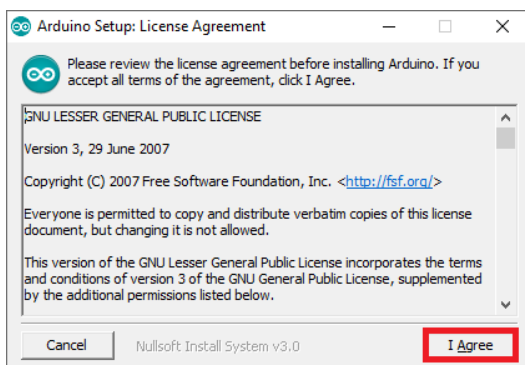 Arduino Setup: License Agreement
Please review the license agreement before installing Arduino. If you
accept all terms of the agreement, click I Agree.
GNU LESSER GENERAL PUBLIC LICENSE
Version 3, 29 June 2007
Copyright (C) 2007 Free Software Foundation, Inc. <http://fsf.org/>
Everyone is permitted to copy and distribute verbatim copies of this license
document, but changing it is not allowed.
This version of the GNU Lesser General Public License incorporates the terms
and conditions of version 3 of the GNU General Public License, supplemented
by the additional permissions listed below.
Cancel
Nullsoft Install System v3.0
I Agree